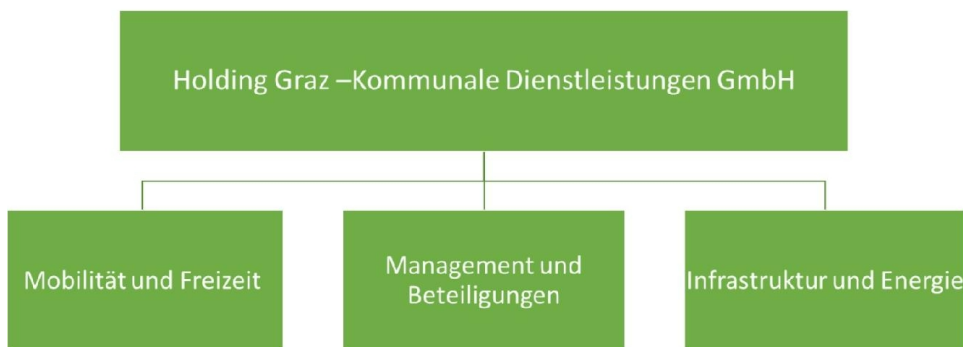 Holding Graz –Kommunale Dienstleistungen GmbH
Mobilität und Freizeit
Management und
Beteiligungen
Infrastruktur und Energie